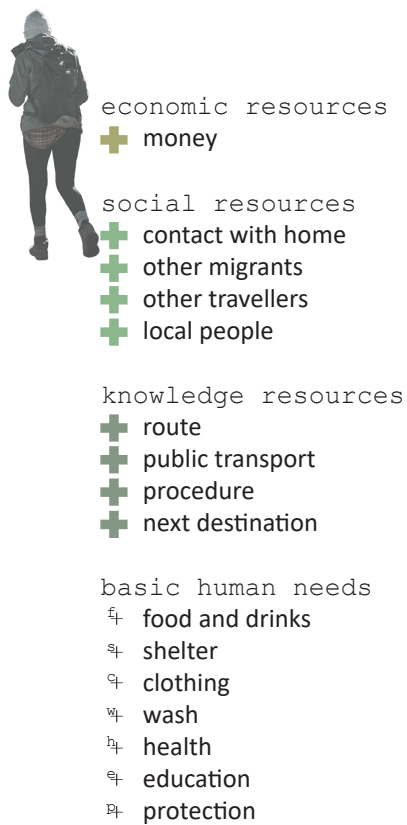 economic resources
money
social resources
contact with home
other migrants
other travellers
local people
knowledge resources
route
public transport
procedure
next destination
basic human needs
f+ food and drinks
s+ shelter
c+ clothing
w+ wash
h+ health
e+ education
p+ protection